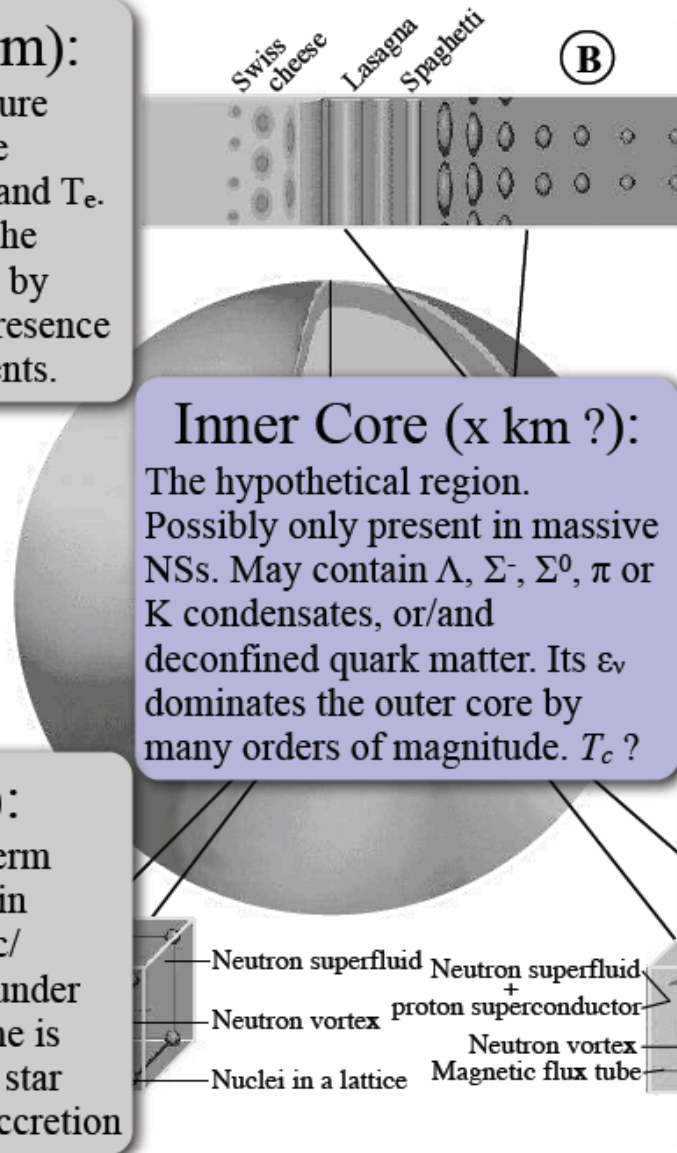 m):
ure
e
and Tₑ.
he
by
resence
ents.
Swiss
cheese
Lasagna
Spaghetti
B
Inner Core (x km ?):
The hypothetical region.
Possibly only present in massive
NSs. May contain Λ, Σ⁻, Σ⁰, π or
K condensates, or/and
deconfined quark matter. Its εᵥ
dominates the outer core by
many orders of magnitude. T𝒸 ?
):
erm
in
c/
under
ne is
star
ccretion
Neutron superfluid
Neutron vortex
Nuclei in a lattice
Neutron superfluid
+
proton superconductor
Neutron vortex
Magnetic flux tube